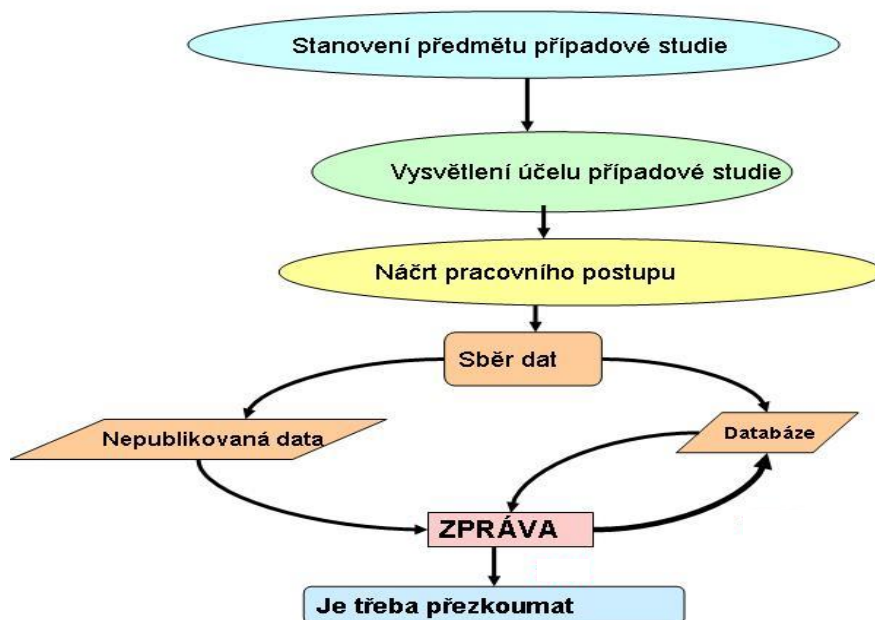 Stanovení předmětu případové studie
Vysvětlení účelu případové studie
Náčrt pracovního postupu
Sběr dat
Nepublikovaná data
Databáze
ZPRÁVA
Je třeba přezkoumat